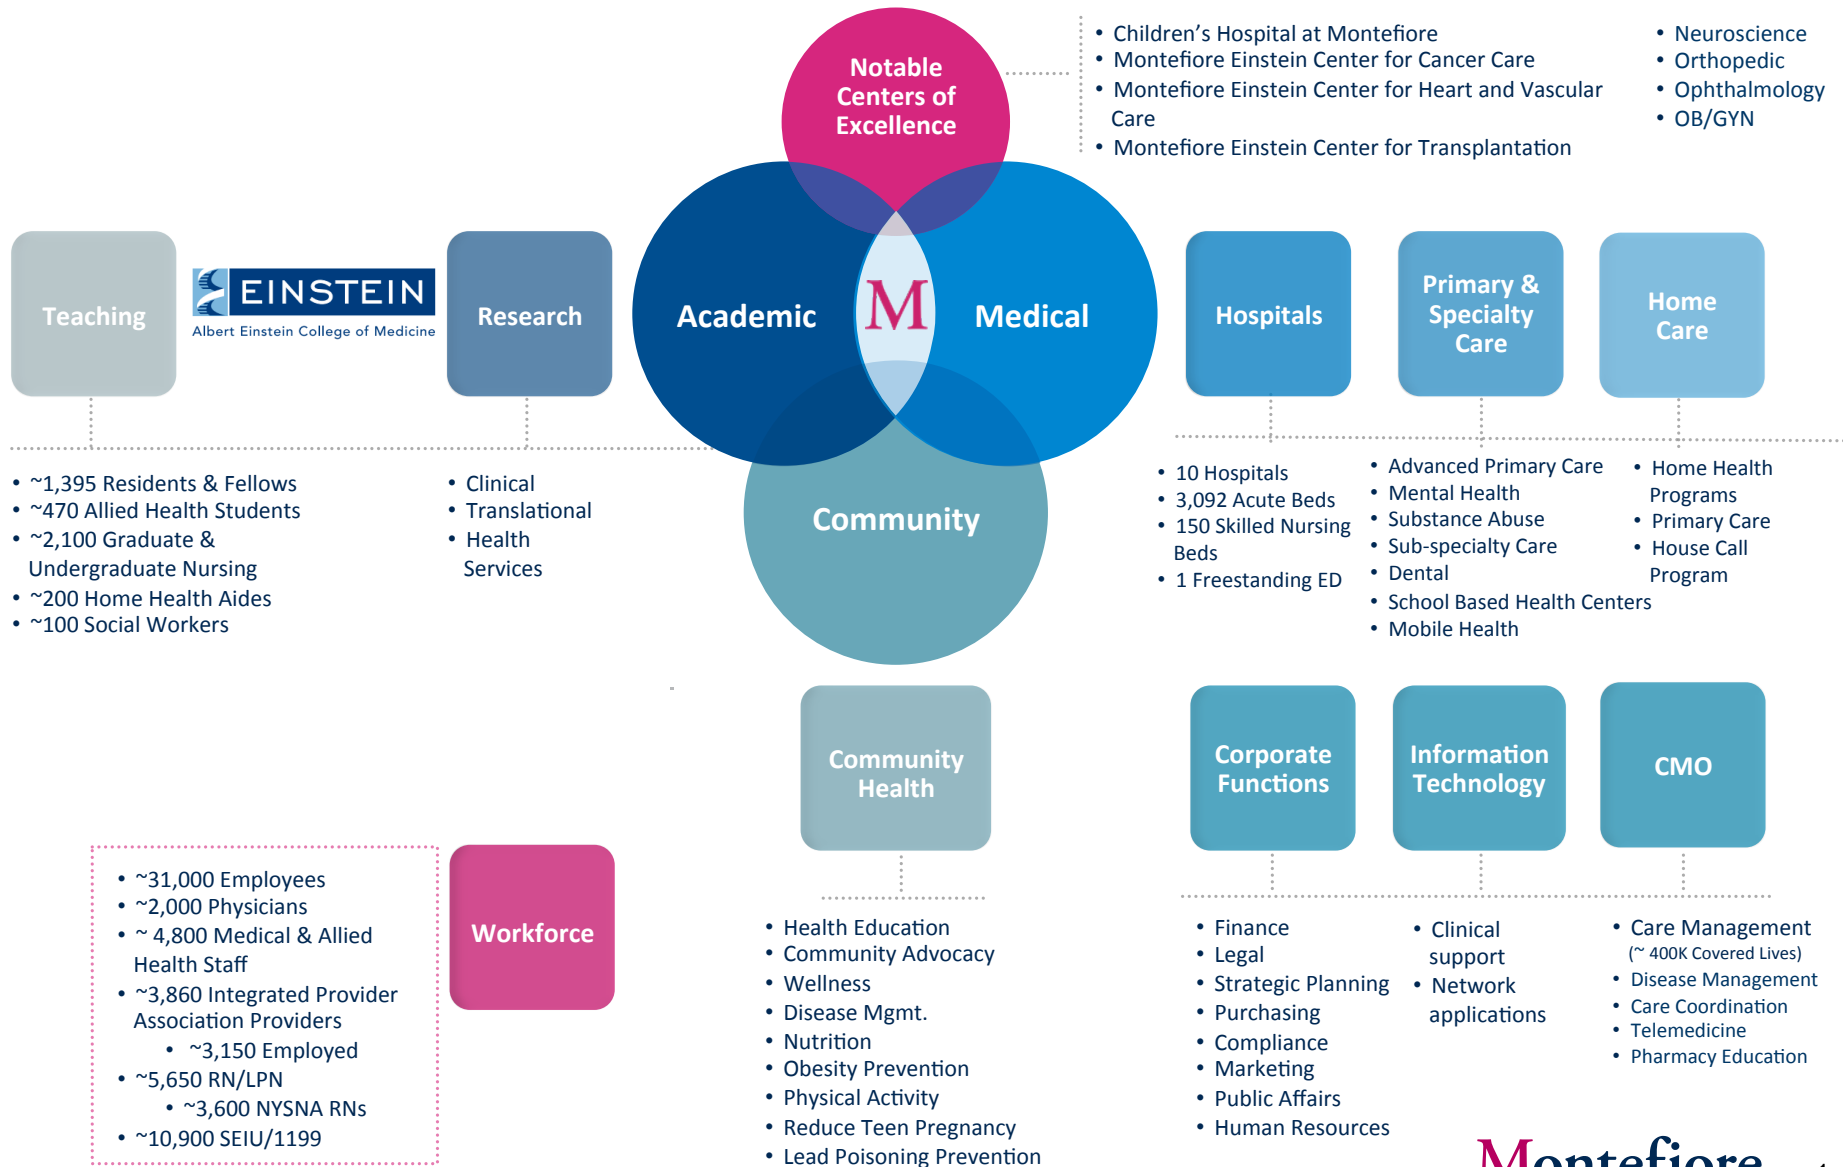 Notable
Centers of
Excellence
• Children's Hospital at Montefiore
• Montefiore Einstein Center for Cancer Care
• Montefiore Einstein Center for Heart and Vascular
Care
• Montefiore Einstein Center for Transplantation
• Neuroscience
• Orthopedic
• Ophthalmology
• OB/GYN
Teaching
EINSTEIN
Albert Einstein College of Medicine
Research
Academic
M
Medical
Community
Hospitals
Primary &
Specialty
Care
Home
Care
• ~1,395 Residents & Fellows
• ~470 Allied Health Students
• ~2,100 Graduate &
Undergraduate Nursing
• ~200 Home Health Aides
• ~100 Social Workers
• Clinical
• Translational
• Health
Services
• 10 Hospitals
• 3,092 Acute Beds
• 150 Skilled Nursing
Beds
• 1 Freestanding ED
• Advanced Primary Care
• Mental Health
• Substance Abuse
• Sub-specialty Care
• Dental
• School Based Health Centers
• Mobile Health
• Home Health
Programs
• Primary Care
• House Call
Program
• ~31,000 Employees
• ~2,000 Physicians
• ~ 4,800 Medical & Allied
Health Staff
• ~3,860 Integrated Provider
Association Providers
• ~3,150 Employed
• ~5,650 RN/LPN
• ~3,600 NYSNA RNs
• ~10,900 SEIU/1199
Workforce
Community
Health
• Health Education
• Community Advocacy
• Wellness
• Disease Mgmt.
• Nutrition
• Obesity Prevention
• Physical Activity
• Reduce Teen Pregnancy
• Lead Poisoning Prevention
Corporate
Functions
• Finance
• Legal
• Strategic Planning
• Purchasing
• Compliance
• Marketing
• Public Affairs
• Human Resources
Information
Technology
• Clinical
support
• Network
applications
CMO
• Care Management
(~ 400K Covered Lives)
• Disease Management
• Care Coordination
• Telemedicine
• Pharmacy Education
Montefiore